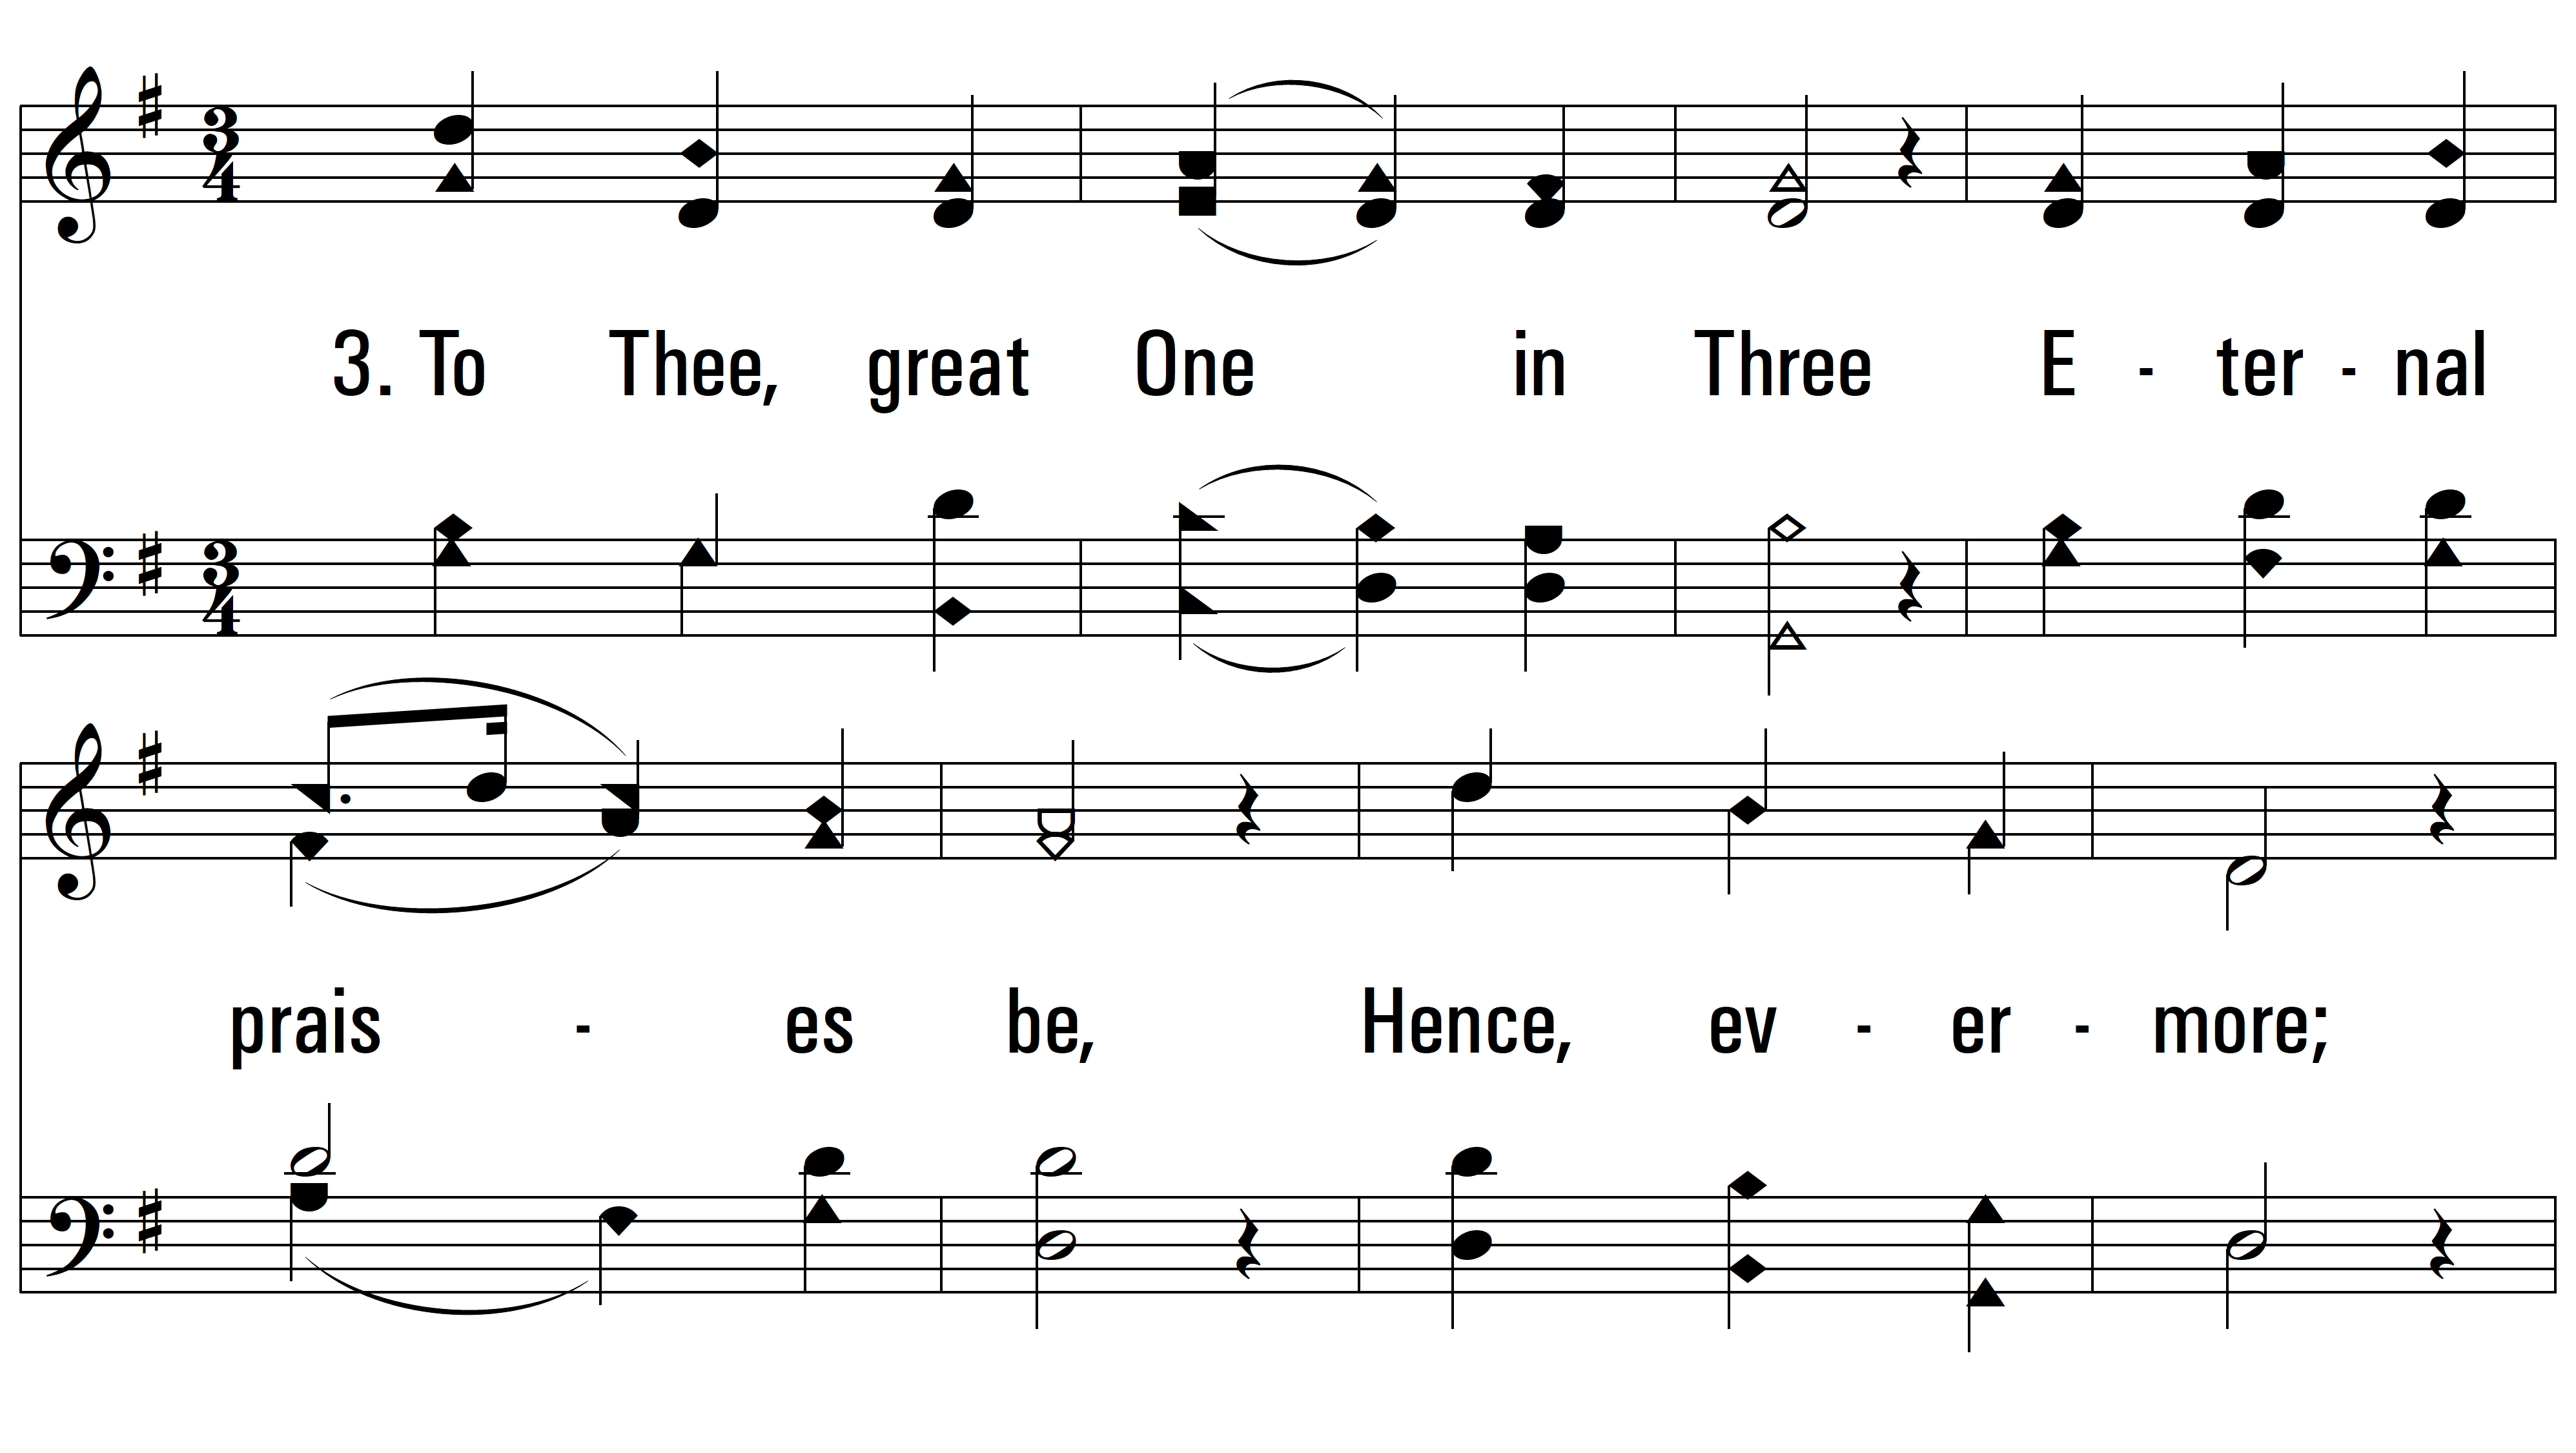 3. To Thee, great One in Three E - ter - nal
prais - es be, Hence, ev - er - more;